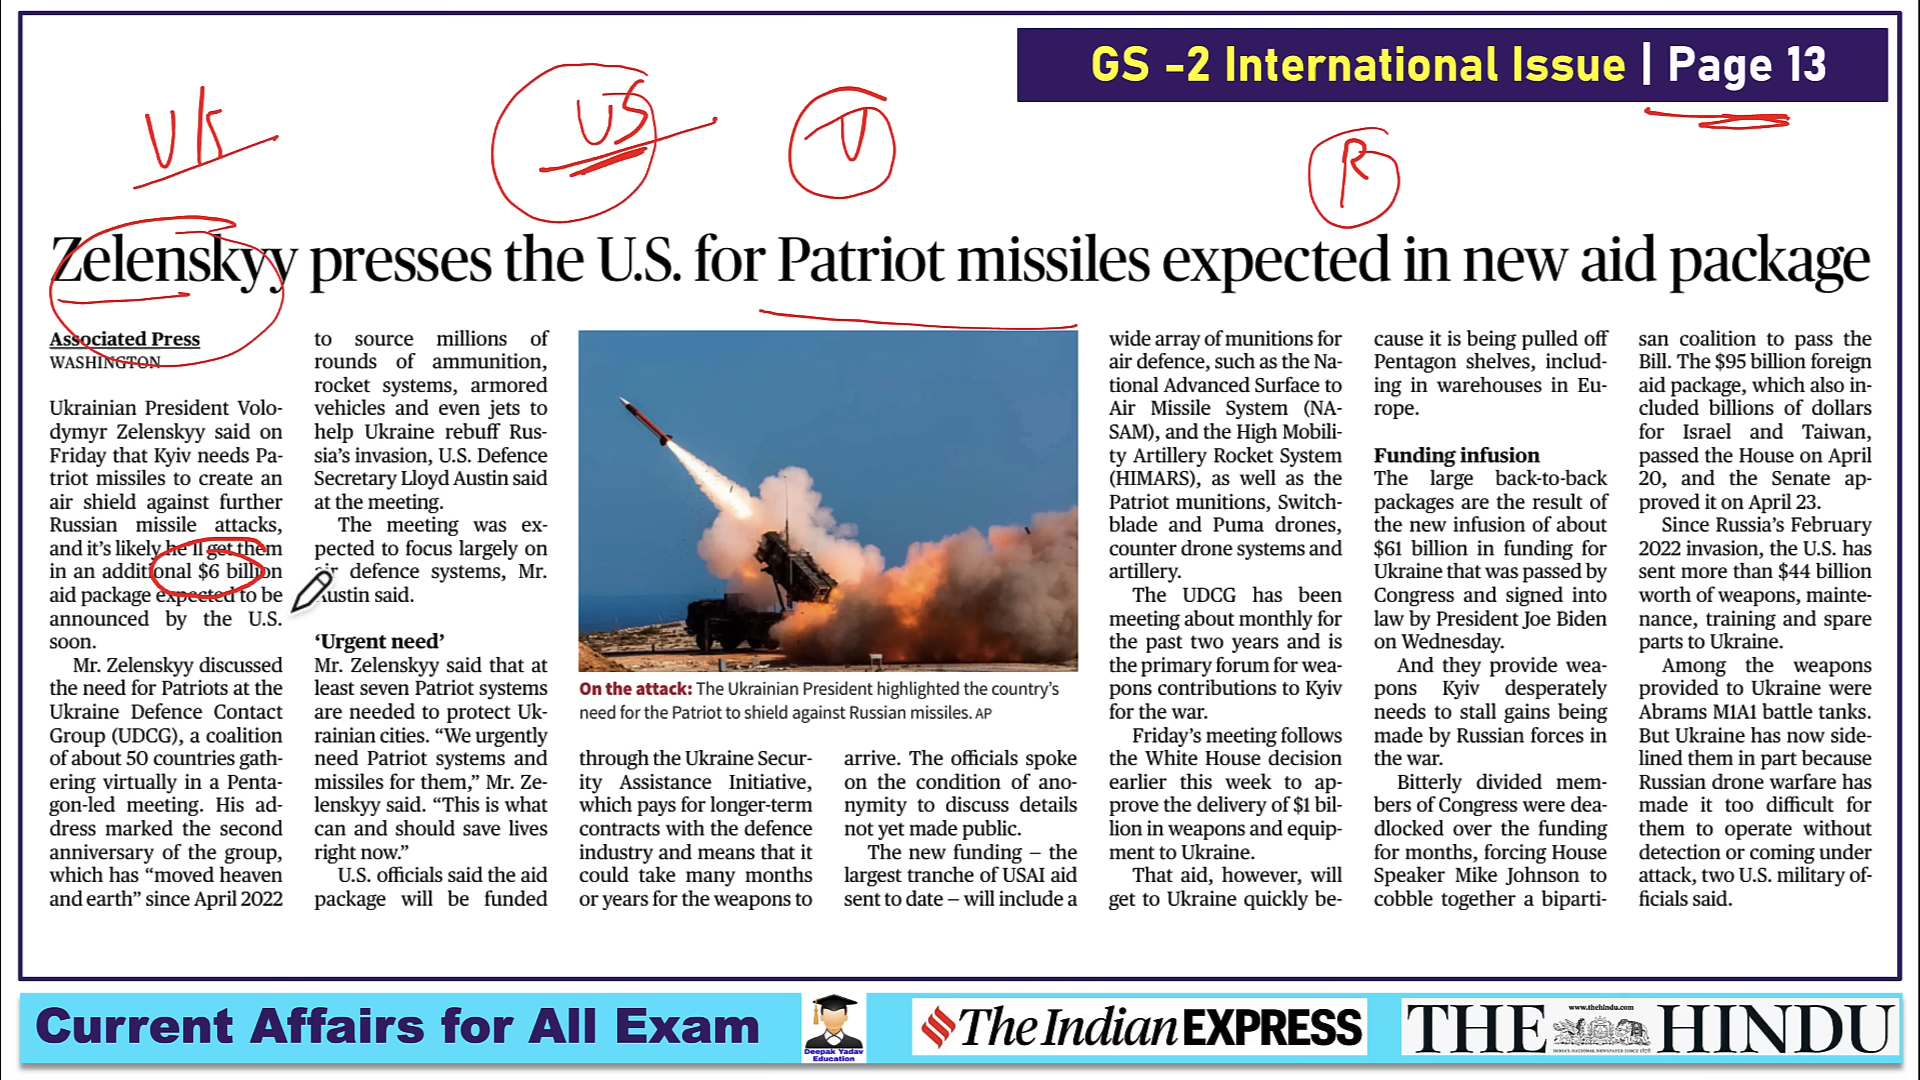 GS -2 International Issue | Page 13
UK
US
U
R
Zelenskyy presses the U.S. for Patriot missiles expected in new aid package
Associated Press
WASHINGTON
Ukrainian President Volo-
dymyr Zelenskyy said on
Friday that Kyiv needs Pa-
triot missiles to create an
air shield against further
Russian missile attacks,
and it's likely he'll get them
in an additional $6 billion
aid package expected to be
announced by the U.S.
soon.
Mr. Zelenskyy discussed
the need for Patriots at the
Ukraine Defence Contact
Group (UDCG), a coalition
of about 50 countries gath-
ering virtually in a Penta-
gon-led meeting. His ad-
dress marked the second
anniversary of the group,
which has “moved heaven
and earth” since April 2022
to source millions of
rounds of ammunition,
rocket systems, armored
vehicles and even jets to
help Ukraine rebuff Rus-
sia's invasion, U.S. Defence
Secretary Lloyd Austin said
at the meeting.
The meeting was ex-
pected to focus largely on
air defence systems, Mr.
Austin said.
‘Urgent need’
Mr. Zelenskyy said that at
least seven Patriot systems
are needed to protect Uk-
rainian cities. “We urgently
need Patriot systems and
missiles for them,” Mr. Ze-
lenskyy said. “This is what
can and should save lives
right now.”
U.S. officials said the aid
package will be funded
On the attack: The Ukrainian President highlighted the country's
need for the Patriot to shield against Russian missiles. AP
through the Ukraine Secur-
ity Assistance Initiative,
which pays for longer-term
contracts with the defence
industry and means that it
could take many months
or years for the weapons to
arrive. The officials spoke
on the condition of ano-
nymity to discuss details
not yet made public.
The new funding — the
largest tranche of USAI aid
sent to date — will include a
wide array of munitions for
air defence, such as the Na-
tional Advanced Surface to
Air Missile System (NA-
SAM), and the High Mobili-
ty Artillery Rocket System
(HIMARS), as well as the
Patriot munitions, Switch-
blade and Puma drones,
counter drone systems and
artillery.
The UDCG has been
meeting about monthly for
the past two years and is
the primary forum for wea-
pons contributions to Kyiv
for the war.
Friday's meeting follows
the White House decision
earlier this week to ap-
prove the delivery of $1 bil-
lion in weapons and equip-
ment to Ukraine.
That aid, however, will
get to Ukraine quickly be-
cause it is being pulled off
Pentagon shelves, includ-
ing in warehouses in Eu-
rope.
Funding infusion
The large back-to-back
packages are the result of
the new infusion of about
$61 billion in funding for
Ukraine that was passed by
Congress and signed into
law by President Joe Biden
on Wednesday.
And they provide wea-
pons Kyiv desperately
needs to stall gains being
made by Russian forces in
the war.
Bitterly divided mem-
bers of Congress were dea-
dlocked over the funding
for months, forcing House
Speaker Mike Johnson to
cobble together a biparti-
san coalition to pass the
Bill. The $95 billion foreign
aid package, which also in-
cluded billions of dollars
for Israel and Taiwan,
passed the House on April
20, and the Senate ap-
proved it on April 23.
Since Russia's February
2022 invasion, the U.S. has
sent more than $44 billion
worth of weapons, mainte-
nance, training and spare
parts to Ukraine.
Among the weapons
provided to Ukraine were
Abrams M1A1 battle tanks.
But Ukraine has now side-
lined them in part because
Russian drone warfare has
made it too difficult for
them to operate without
detection or coming under
attack, two U.S. military of-
ficials said.
Current Affairs for All Exam
Deepak Yadav
Education
The Indian EXPRESS
www.thehindu.com
THE HINDU
INDIA'S NATIONAL NEWSPAPER SINCE 1878